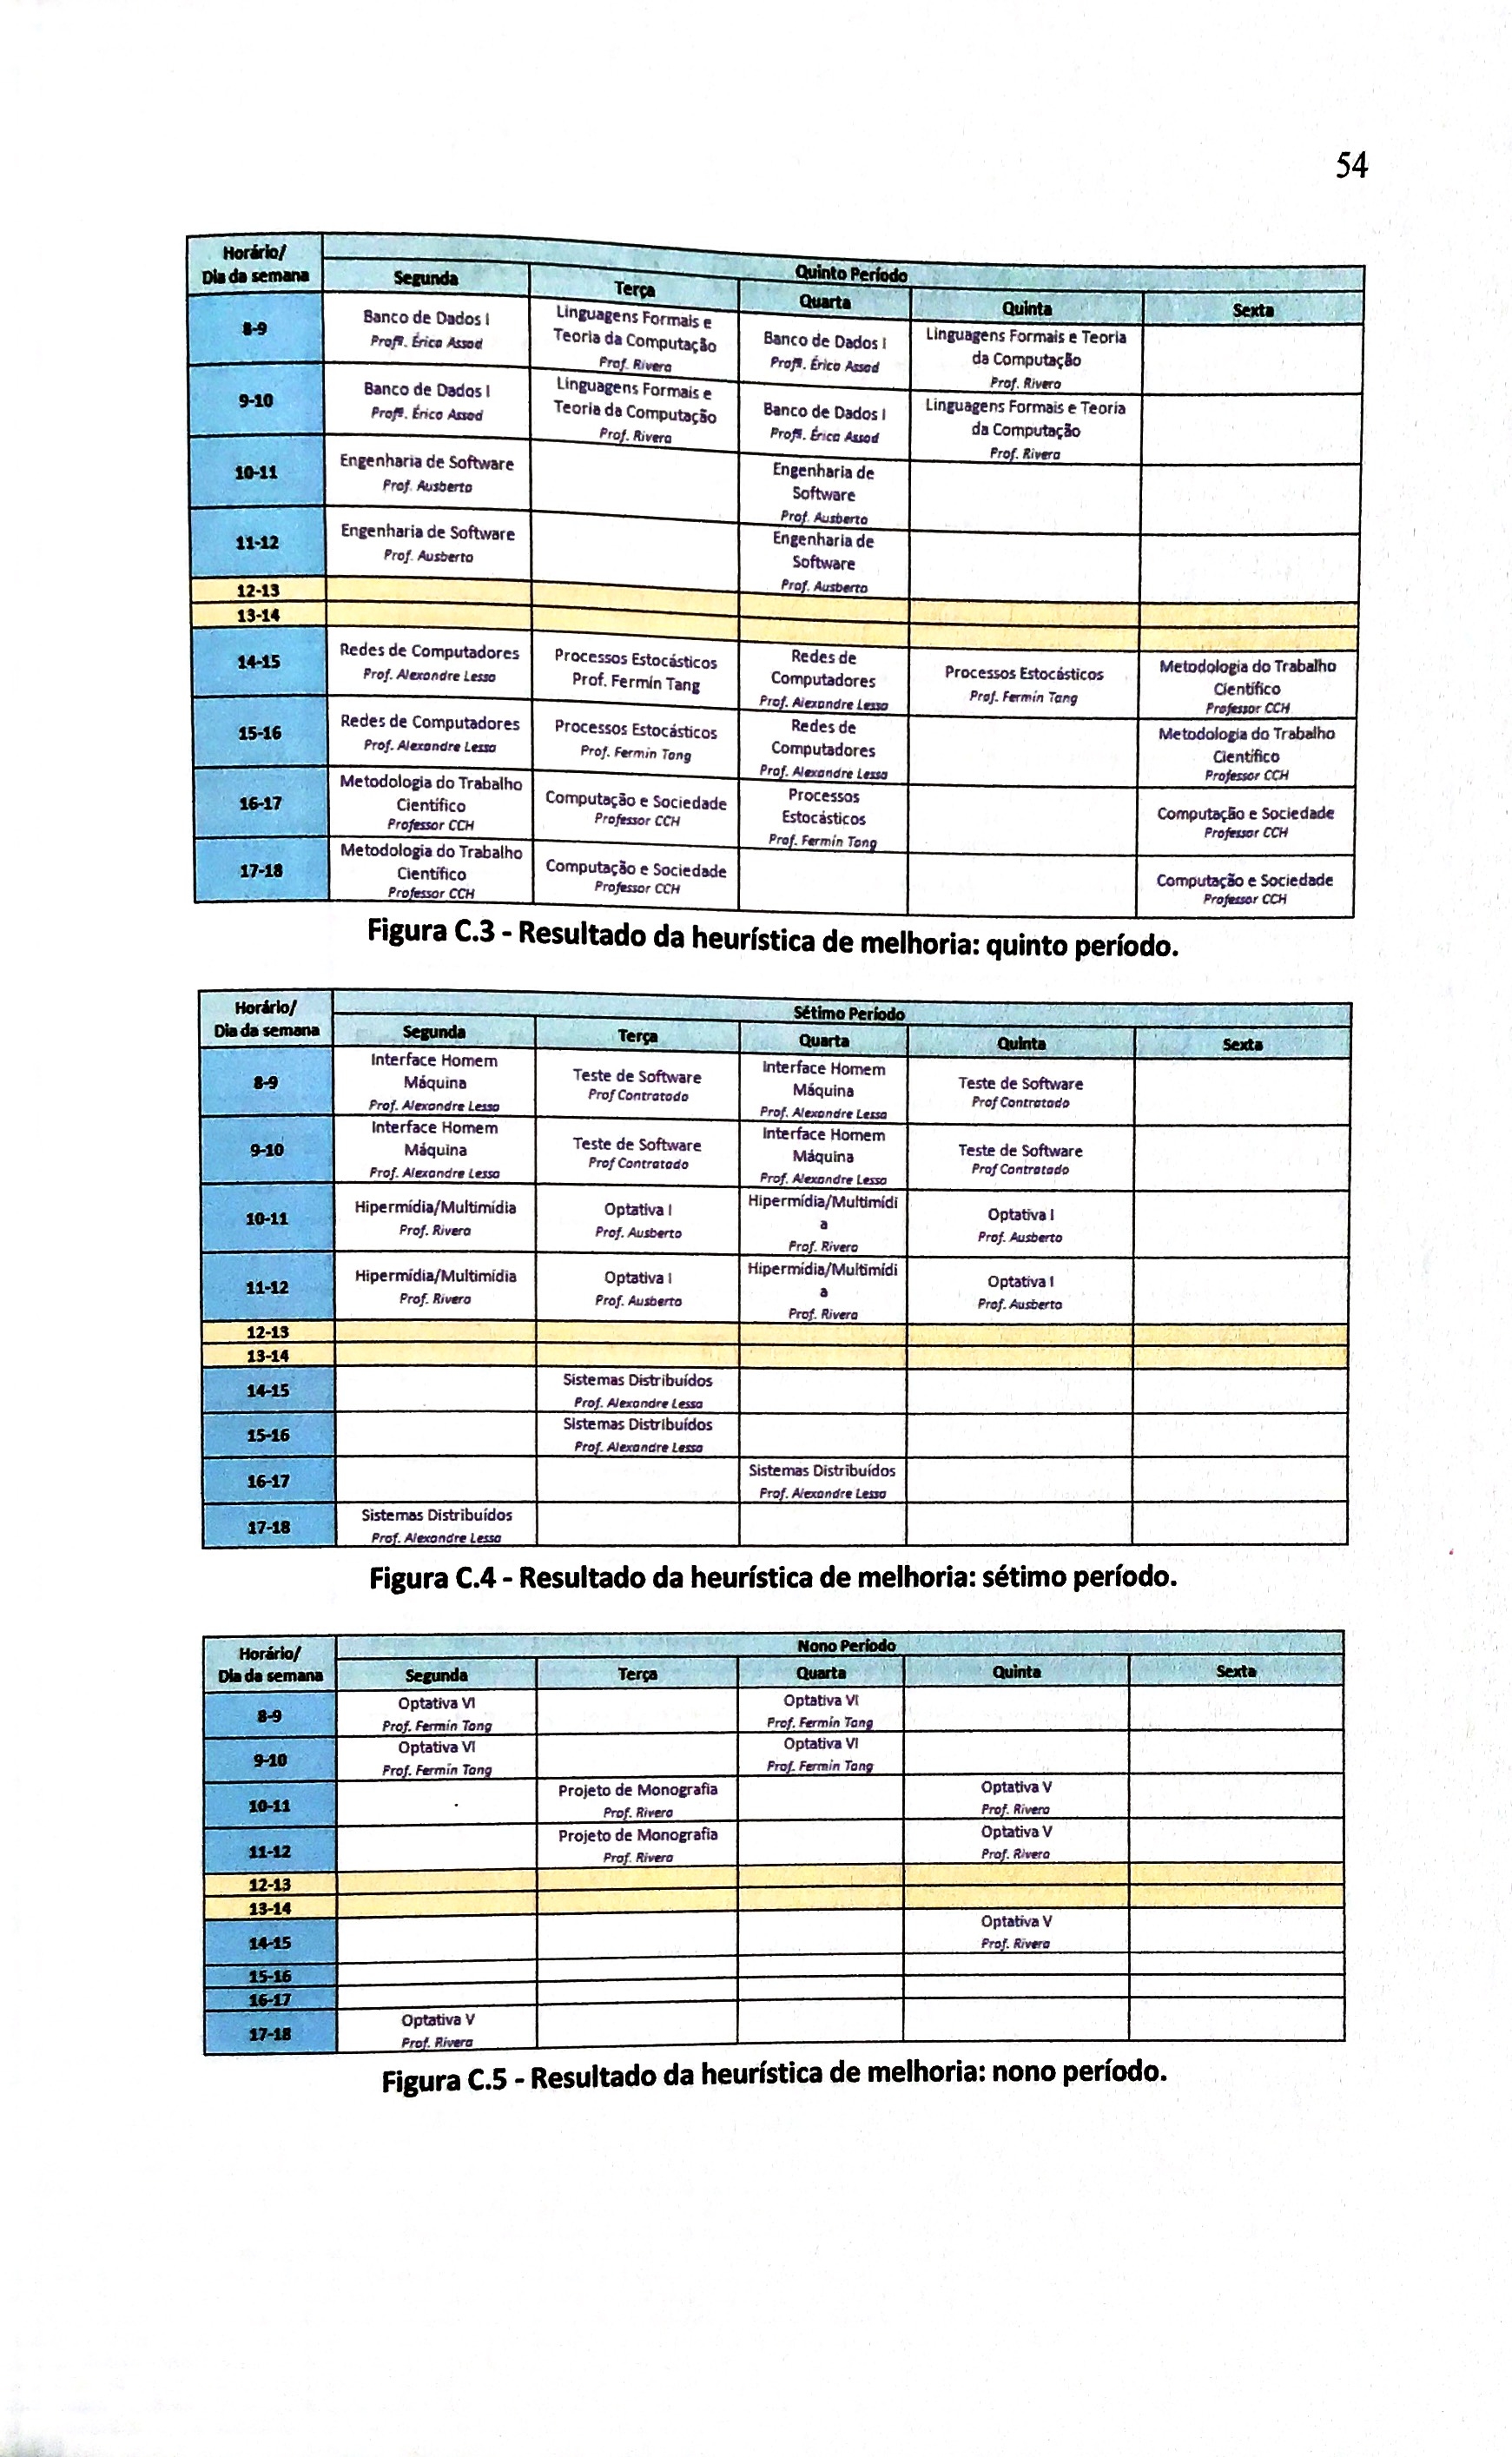 54
Horário/
Dia da semana
Quinto Período
Segunda Terça Quarta Quinta Sexta
8-9
Banco de Dados I
Profª. Érica Assed
Linguagens Formais e
Teoria da Computação
Prof. Rivera
Banco de Dados I
Profª. Érica Assed
Linguagens Formais e Teoria
da Computação
Prof. Rivera
9-10
Banco de Dados I
Profª. Érica Assed
Linguagens Formais e
Teoria da Computação
Prof. Rivera
Banco de Dados I
Profª. Érica Assed
Linguagens Formais e Teoria
da Computação
Prof. Rivera
10-11
Engenharia de Software
Prof. Ausberto
Engenharia de
Software
Prof. Ausberto
11-12
Engenharia de Software
Prof. Ausberto
Engenharia de
Software
Prof. Ausberto
12-13
13-14
14-15
Redes de Computadores
Prof. Alexandre Lessa
Processos Estocásticos
Prof. Fermín Tang
Redes de
Computadores
Prof. Alexandre Lessa
Processos Estocásticos
Prof. Fermín Tang
Metodologia do Trabalho
Científico
Professor CCH
15-16
Redes de Computadores
Prof. Alexandre Lessa
Processos Estocásticos
Prof. Fermín Tang
Redes de
Computadores
Prof. Alexandre Lessa
Metodologia do Trabalho
Científico
Professor CCH
16-17
Metodologia do Trabalho
Científico
Professor CCH
Computação e Sociedade
Professor CCH
Processos
Estocásticos
Prof. Fermín Tang
Computação e Sociedade
Professor CCH
17-18
Metodologia do Trabalho
Científico
Professor CCH
Computação e Sociedade
Professor CCH
Computação e Sociedade
Professor CCH
Figura C.3 - Resultado da heurística de melhoria: quinto período.
Horário/
Dia da semana
Sétimo Período
Segunda Terça Quarta Quinta Sexta
8-9
Interface Homem
Máquina
Prof. Alexandre Lessa
Teste de Software
Prof Contratado
Interface Homem
Máquina
Prof. Alexandre Lessa
Teste de Software
Prof Contratado
9-10
Interface Homem
Máquina
Prof. Alexandre Lessa
Teste de Software
Prof Contratado
Interface Homem
Máquina
Prof. Alexandre Lessa
Teste de Software
Prof Contratado
10-11
Hipermídia/Multimídia
Prof. Rivera
Optativa I
Prof. Ausberto
Hipermídia/Multimídi
a
Prof. Rivera
Optativa I
Prof. Ausberto
11-12
Hipermídia/Multimídia
Prof. Rivera
Optativa I
Prof. Ausberto
Hipermídia/Multimídi
a
Prof. Rivera
Optativa I
Prof. Ausberto
12-13
13-14
14-15
Sistemas Distribuídos
Prof. Alexandre Lessa
15-16
Sistemas Distribuídos
Prof. Alexandre Lessa
16-17
Sistemas Distribuídos
Prof. Alexandre Lessa
17-18
Sistemas Distribuídos
Prof. Alexandre Lessa
Figura C.4 - Resultado da heurística de melhoria: sétimo período.
Horário/
Dia da semana
Nono Período
Segunda Terça Quarta Quinta Sexta
8-9
Optativa VI
Prof. Fermín Tang
Optativa VI
Prof. Fermín Tang
9-10
Optativa VI
Prof. Fermín Tang
Optativa VI
Prof. Fermín Tang
10-11
Projeto de Monografia
Prof. Rivera
Optativa V
Prof. Rivera
11-12
Projeto de Monografia
Prof. Rivera
Optativa V
Prof. Rivera
12-13
13-14
14-15
Optativa V
Prof. Rivera
15-16
16-17
17-18
Optativa V
Prof. Rivera
Figura C.5 - Resultado da heurística de melhoria: nono período.